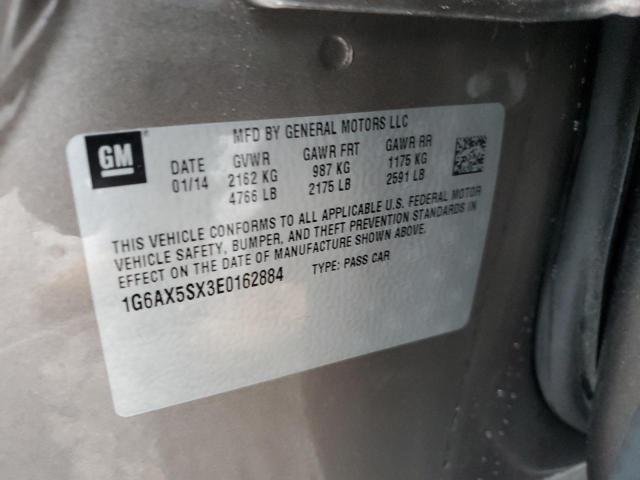 GM
MFD BY GENERAL MOTORS LLC
DATE GVWR GAWR FRT GAWR RR
01/14 2162 KG 987 KG 1175 KG
4766 LB 2175 LB 2591 LB
THIS VEHICLE CONFORMS TO ALL APPLICABLE U.S. FEDERAL MOTOR
VEHICLE SAFETY, BUMPER, AND THEFT PREVENTION STANDARDS IN
EFFECT ON THE DATE OF MANUFACTURE SHOWN ABOVE.
1G6AX5SX3E0162884 TYPE: PASS CAR